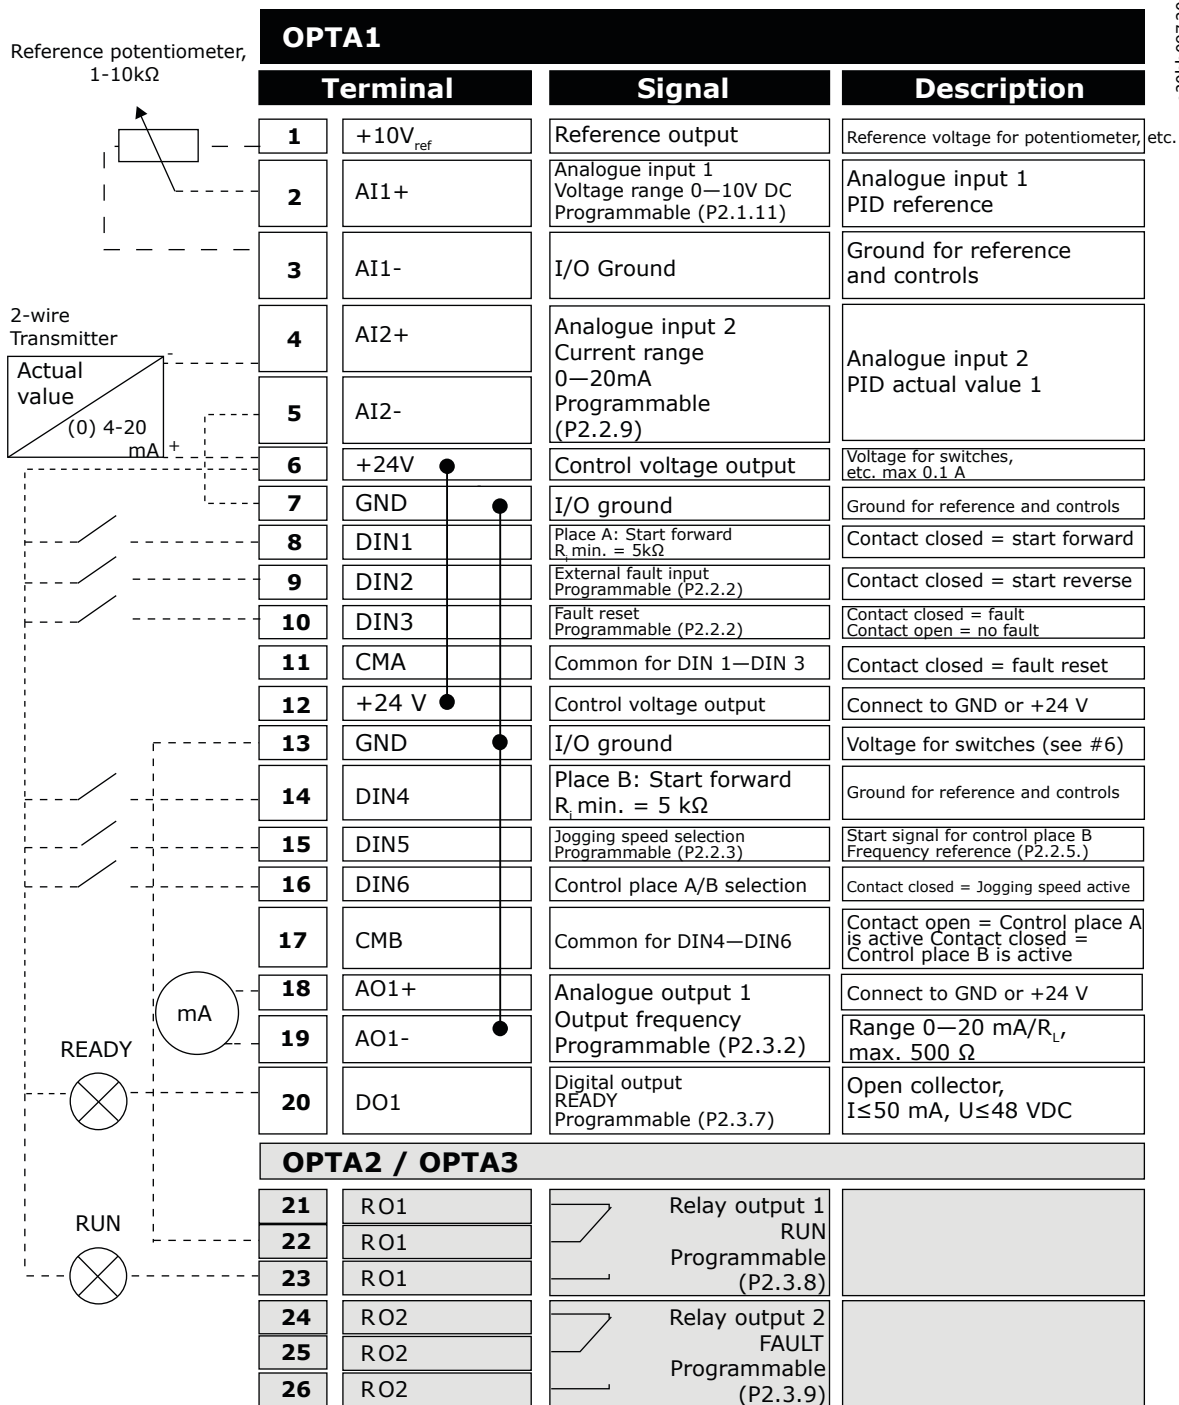 OPTA1
Reference potentiometer,
1-10kΩ
Terminal Signal Description
1 +10Vref Reference output Reference voltage for potentiometer, etc.
2 AI1+ Analogue input 1
Voltage range 0—10V DC
Programmable (P2.1.11) Analogue input 1
PID reference
3 AI1- I/O Ground Ground for reference
and controls
2-wire
Transmitter
Actual
value
(0) 4-20
mA
-
+
4 AI2+ Analogue input 2
Current range
0—20mA
Programmable
(P2.2.9) Analogue input 2
PID actual value 1
5 AI2-
6 +24V Control voltage output Voltage for switches,
etc. max 0.1 A
7 GND I/O ground Ground for reference and controls
8 DIN1 Place A: Start forward
Ri min. = 5kΩ Contact closed = start forward
9 DIN2 External fault input
Programmable (P2.2.2) Contact closed = start reverse
10 DIN3 Fault reset
Programmable (P2.2.2) Contact closed = fault
Contact open = no fault
11 CMA Common for DIN 1—DIN 3 Contact closed = fault reset
12 +24 V Control voltage output Connect to GND or +24 V
13 GND I/O ground Voltage for switches (see #6)
14 DIN4 Place B: Start forward
Ri min. = 5 kΩ Ground for reference and controls
15 DIN5 Jogging speed selection
Programmable (P2.2.3) Start signal for control place B
Frequency reference (P2.2.5.)
16 DIN6 Control place A/B selection Contact closed = Jogging speed active
17 CMB Common for DIN4—DIN6 Contact open = Control place A
is active Contact closed =
Control place B is active
mA
18 AO1+ Analogue output 1
Output frequency
Programmable (P2.3.2) Connect to GND or +24 V
19 AO1- Range 0—20 mA/RL,
max. 500 Ω
READY
20 DO1 Digital output
READY
Programmable (P2.3.7) Open collector,
I≤50 mA, U≤48 VDC
OPTA2 / OPTA3
RUN
21 RO1 Relay output 1
RUN
Programmable
(P2.3.8)
22 RO1
23 RO1
24 RO2 Relay output 2
FAULT
Programmable
(P2.3.9)
25 RO2
26 RO2